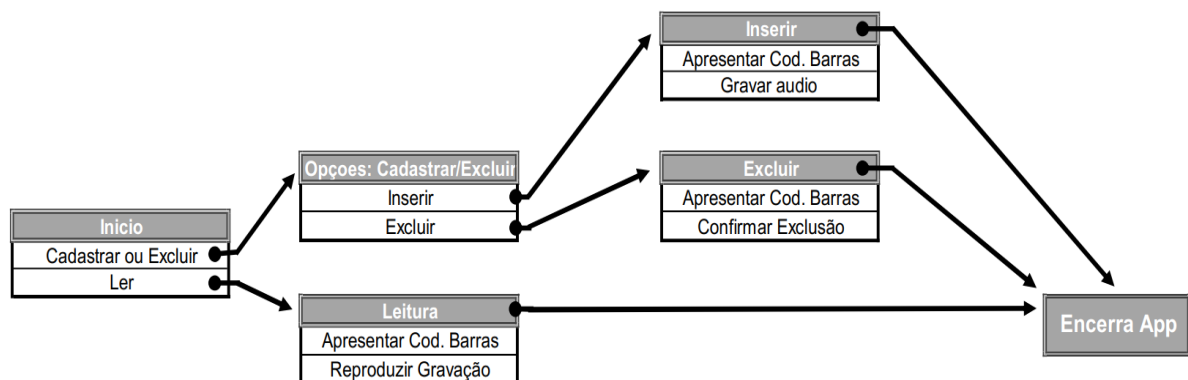 Inicio
Cadastrar ou Excluir
Ler
Opçoes: Cadastrar/Excluir
Inserir
Excluir
Leitura
Apresentar Cod. Barras
Reproduzir Gravação
Inserir
Apresentar Cod. Barras
Gravar audio
Excluir
Apresentar Cod. Barras
Confirmar Exclusão
Encerra App